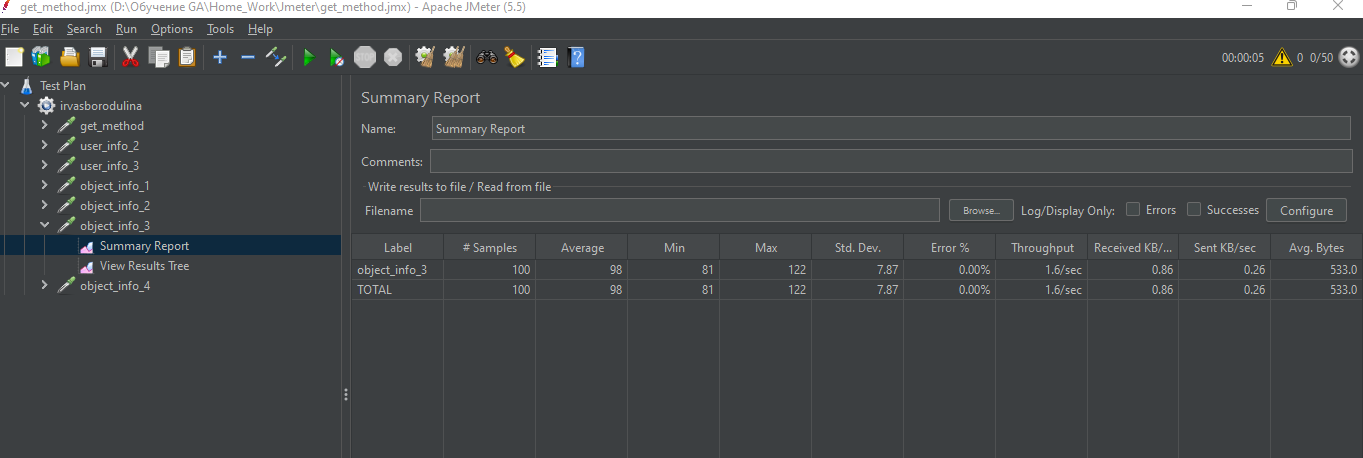 get_method.jmx (D:\Обучение GA\Home_Work\Jmeter\get_method.jmx) - Apache JMeter (5.5)
File Edit Search Run Options Tools Help
STOP 00:00:05 0 0/50
Test Plan
irvasborodulina
get_method
user_info_2
user_info_3
object_info_1
object_info_2
object_info_3
Summary Report
View Results Tree
object_info_4
Summary Report
Name: Summary Report
Comments:
Write results to file / Read from file
Filename Browse... Log/Display Only: Errors Successes Configure
Label # Samples Average Min Max Std. Dev. Error % Throughput Received KB/... Sent KB/sec Avg. Bytes
object_info_3 100 98 81 122 7.87 0.00% 1.6/sec 0.86 0.26 533.0
TOTAL 100 98 81 122 7.87 0.00% 1.6/sec 0.86 0.26 533.0